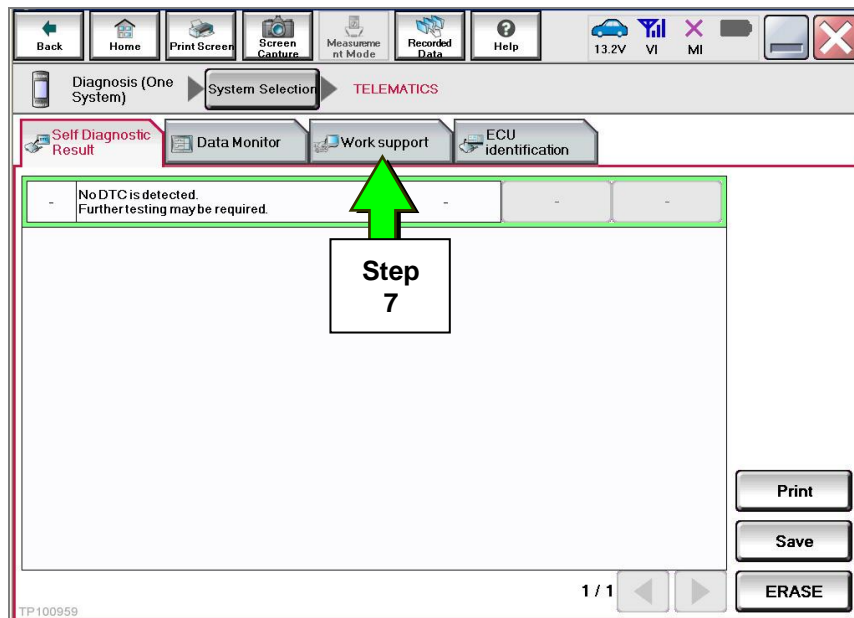 Back
Home
Print Screen
Screen
Capture
Measureme
nt Mode
Recorded
Data
Help
13.2V
VI
MI
Diagnosis (One
System)
System Selection
TELEMATICS
Self Diagnostic
Result
Data Monitor
Work support
ECU
identification
-
No DTC is detected.
Further testing may be required.
-
-
-
Step
7
Print
Save
1 / 1
ERASE
TP100959